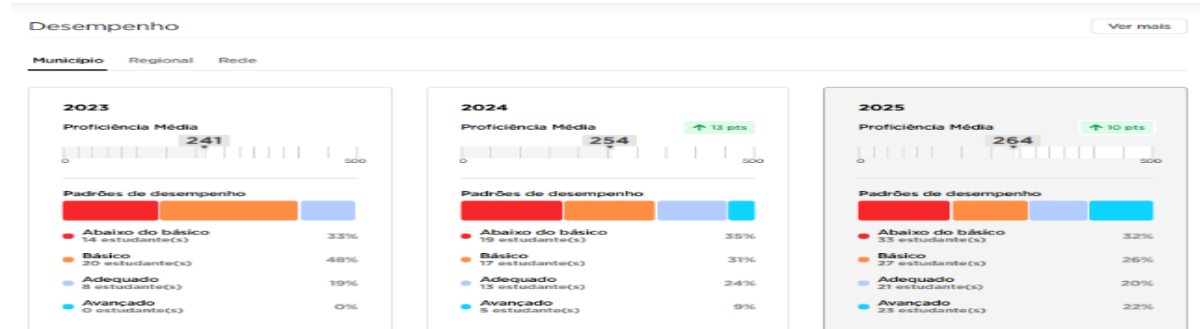 Desempenho
Ver mais
Município Regional Rede
2023
Proficiência Média
241
0 500
Padrões de desempenho
Abaixo do básico
14 estudante(s)
33%
Básico
20 estudante(s)
48%
Adequado
8 estudante(s)
19%
Avançado
0 estudante(s)
0%
2024
Proficiência Média
↑ 13 pts
254
0 500
Padrões de desempenho
Abaixo do básico
19 estudante(s)
35%
Básico
17 estudante(s)
31%
Adequado
13 estudante(s)
24%
Avançado
5 estudante(s)
9%
2025
Proficiência Média
↑ 10 pts
264
0 500
Padrões de desempenho
Abaixo do básico
33 estudante(s)
32%
Básico
27 estudante(s)
26%
Adequado
21 estudante(s)
20%
Avançado
23 estudante(s)
22%